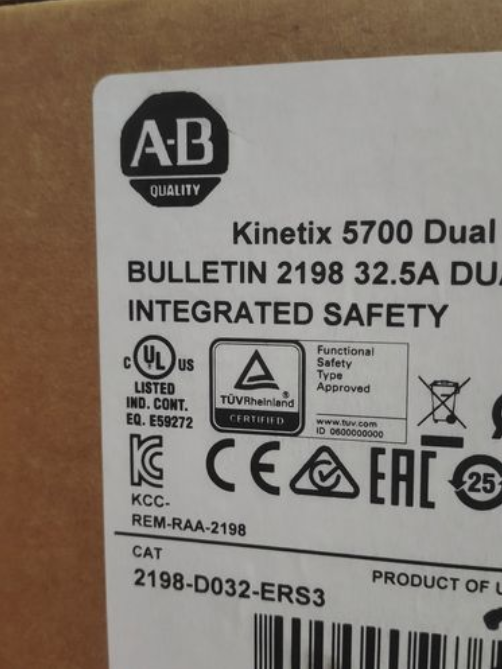 A-B
QUALITY
Kinetix 5700 Dual
BULLETIN 2198 32.5A DUA
INTEGRATED SAFETY
C UL US
LISTED
IND. CONT.
EQ. E59272
TÜVRheinland®
CERTIFIED
Functional
Safety
Type
Approved
www.tuv.com
ID 0600000000
KC
CE
EAC
25
KCC-
REM-RAA-2198
CAT
2198-D032-ERS3
PRODUCT OF U